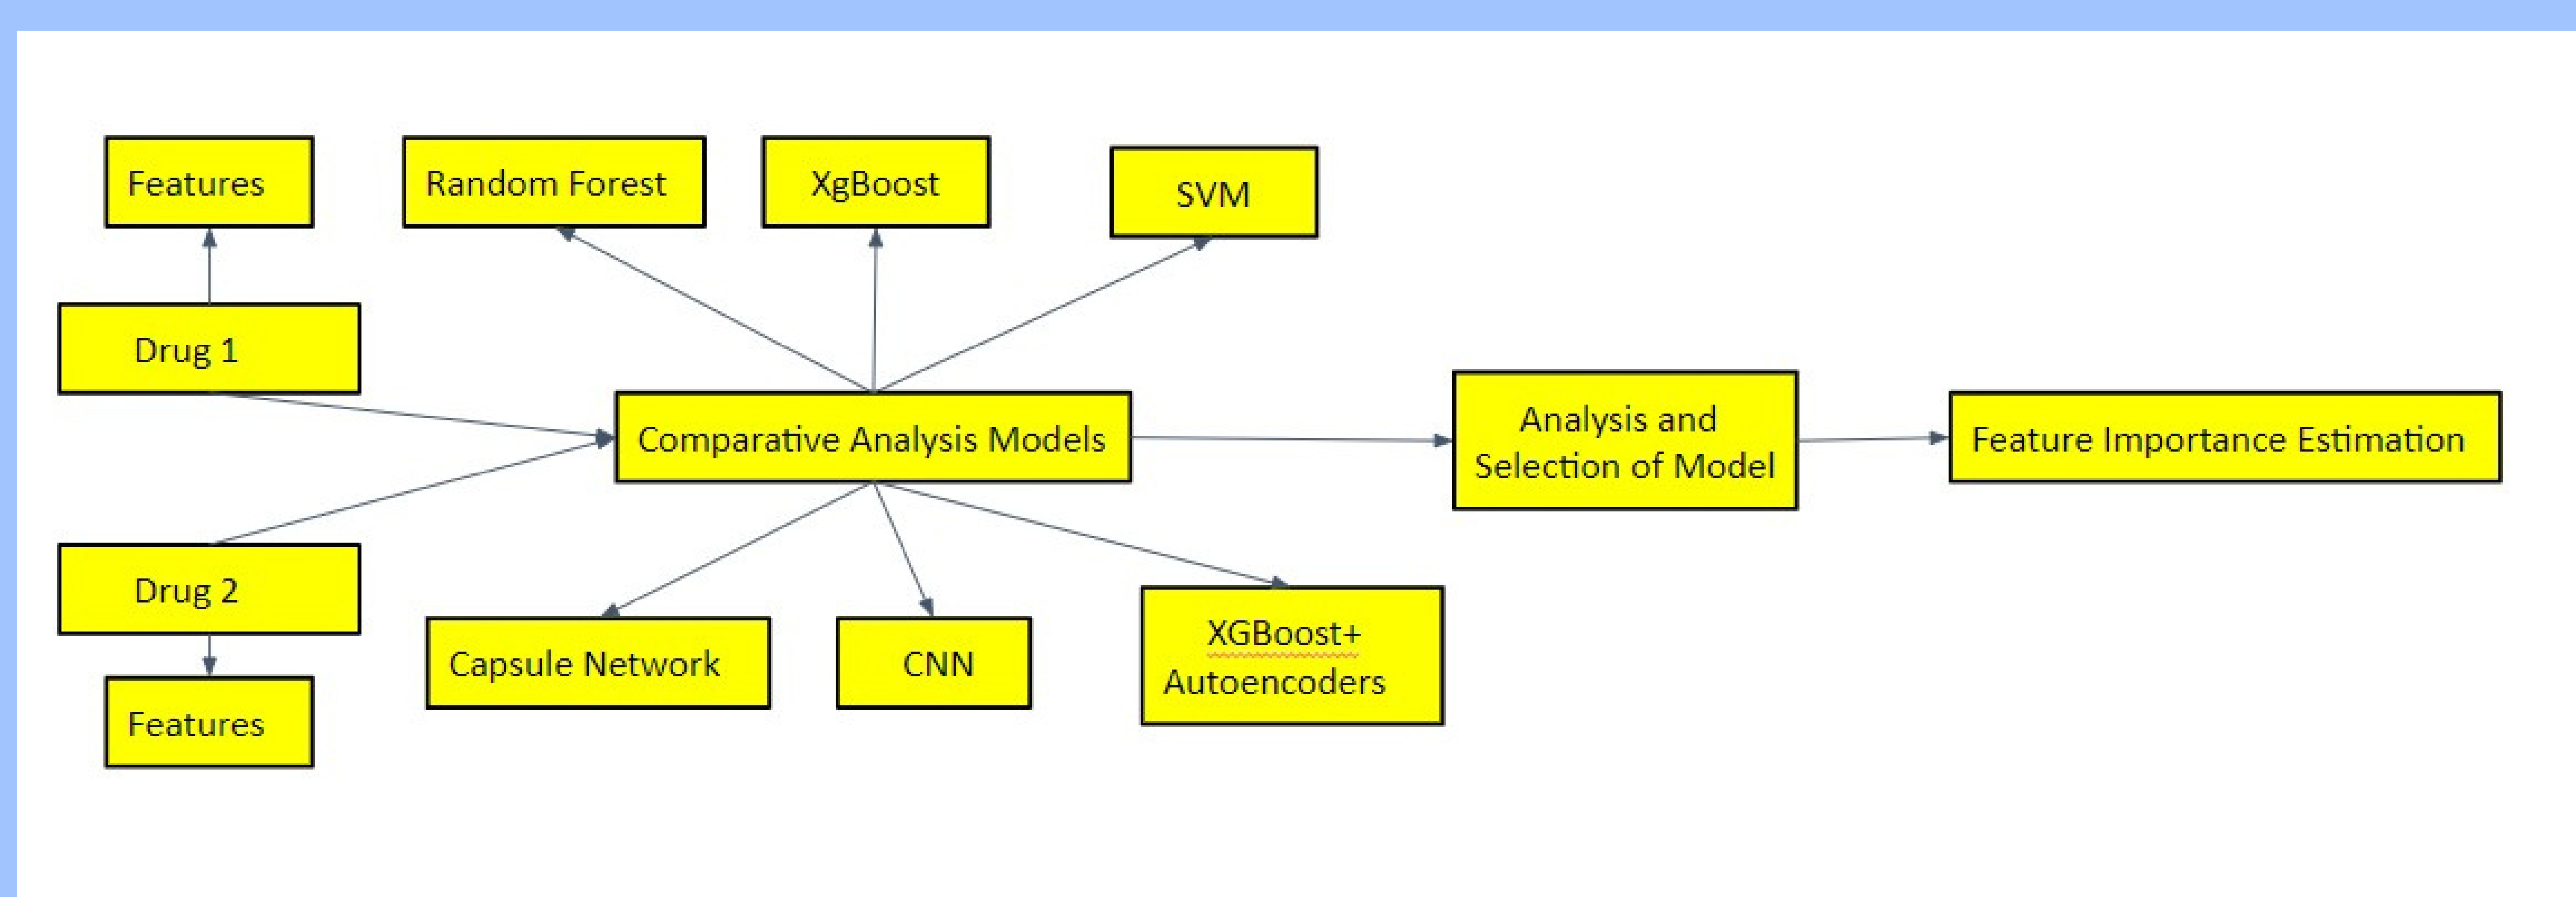 Features
Random Forest
XgBoost
SVM
Drug 1
Comparative Analysis Models
Analysis and
Selection of Model
Feature Importance Estimation
Drug 2
Features
Capsule Network
CNN
XGBoost+
Autoencoders